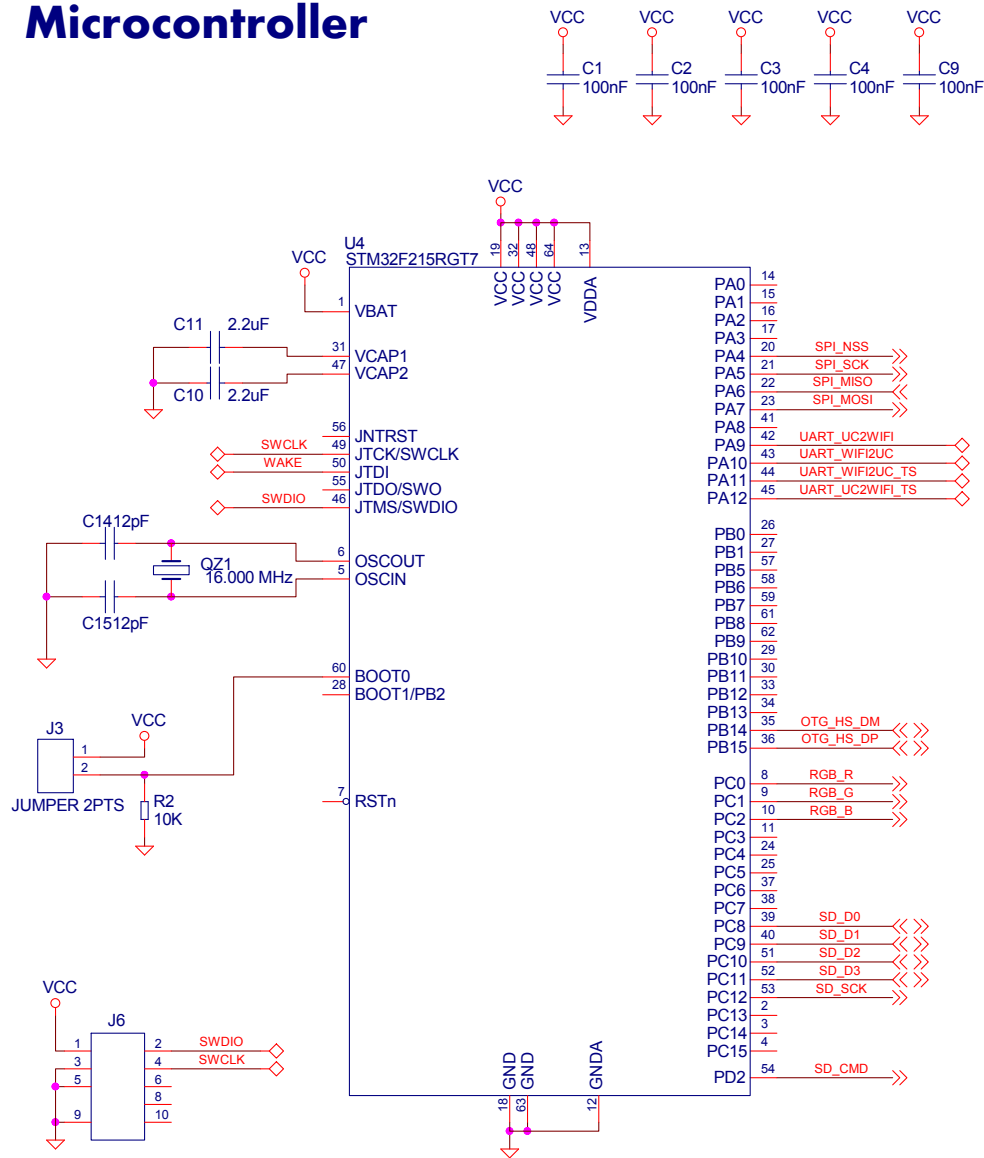 Microcontroller
VCC VCC VCC VCC VCC
C1 C2 C3 C4 C9
100nF 100nF 100nF 100nF 100nF
VCC
U4
STM32F215RGT7
VCC
19 32 48 64 13
VCC VCC VCC VCC VDDA
1 VBAT
C11 2.2uF
31 VCAP1
47 VCAP2
C10 2.2uF
56 JNTRST
SWCLK 49 JTCK/SWCLK
WAKE 50 JTDI
55 JTDO/SWO
SWDIO 46 JTMS/SWDIO
C1412pF
6 OSCOUT
QZ1
5 OSCIN
16.000 MHz
C1512pF
60 BOOT0
28 BOOT1/PB2
J3
VCC
1
2
JUMPER 2PTS
R2
10K
7 RSTn
PA0 14
PA1 15
PA2 16
PA3 17
PA4 20 SPI_NSS
PA5 21 SPI_SCK
PA6 22 SPI_MISO
PA7 23 SPI_MOSI
PA8 41
PA9 42 UART_UC2WIFI
PA10 43 UART_WIFI2UC
PA11 44 UART_WIFI2UC_TS
PA12 45 UART_UC2WIFI_TS
PB0 26
PB1 27
PB5 57
PB6 58
PB7 59
PB8 61
PB9 62
PB10 29
PB11 30
PB12 33
PB13 34
PB14 35 OTG_HS_DM
PB15 36 OTG_HS_DP
PC0 8 RGB_R
PC1 9 RGB_G
PC2 10 RGB_B
PC3 11
PC4 24
PC5 25
PC6 37
PC7 38
PC8 39 SD_D0
PC9 40 SD_D1
PC10 51 SD_D2
PC11 52 SD_D3
PC12 53 SD_SCK
PC13 2
PC14 3
PC15 4
PD2 54 SD_CMD
GND GND GNDA
18 63 12
VCC
J6
1 2 SWDIO
3 4 SWCLK
5 6
8
9 10